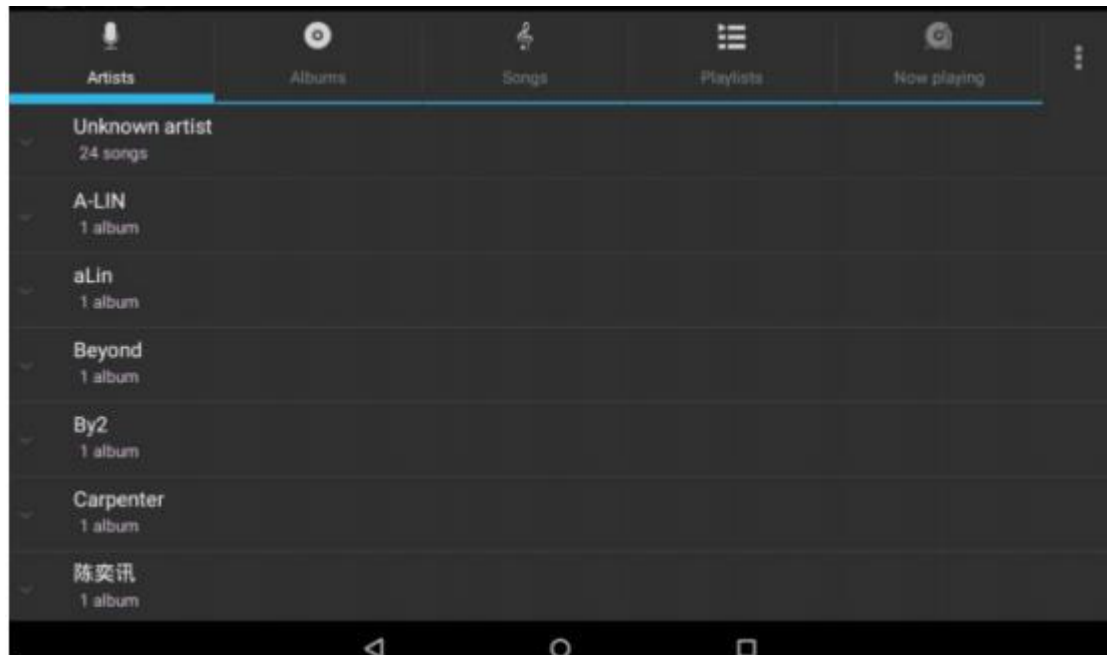 Artists
Albums
Songs
Playlists
Now playing
Unknown artist
24 songs
A-LIN
1 album
aLin
1 album
Beyond
1 album
By2
1 album
Carpenter
1 album
陈奕讯
1 album